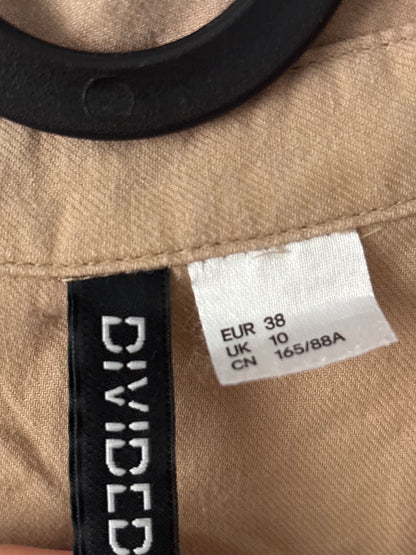 DIVIDED
EUR 38
UK 10
CN 165/88A